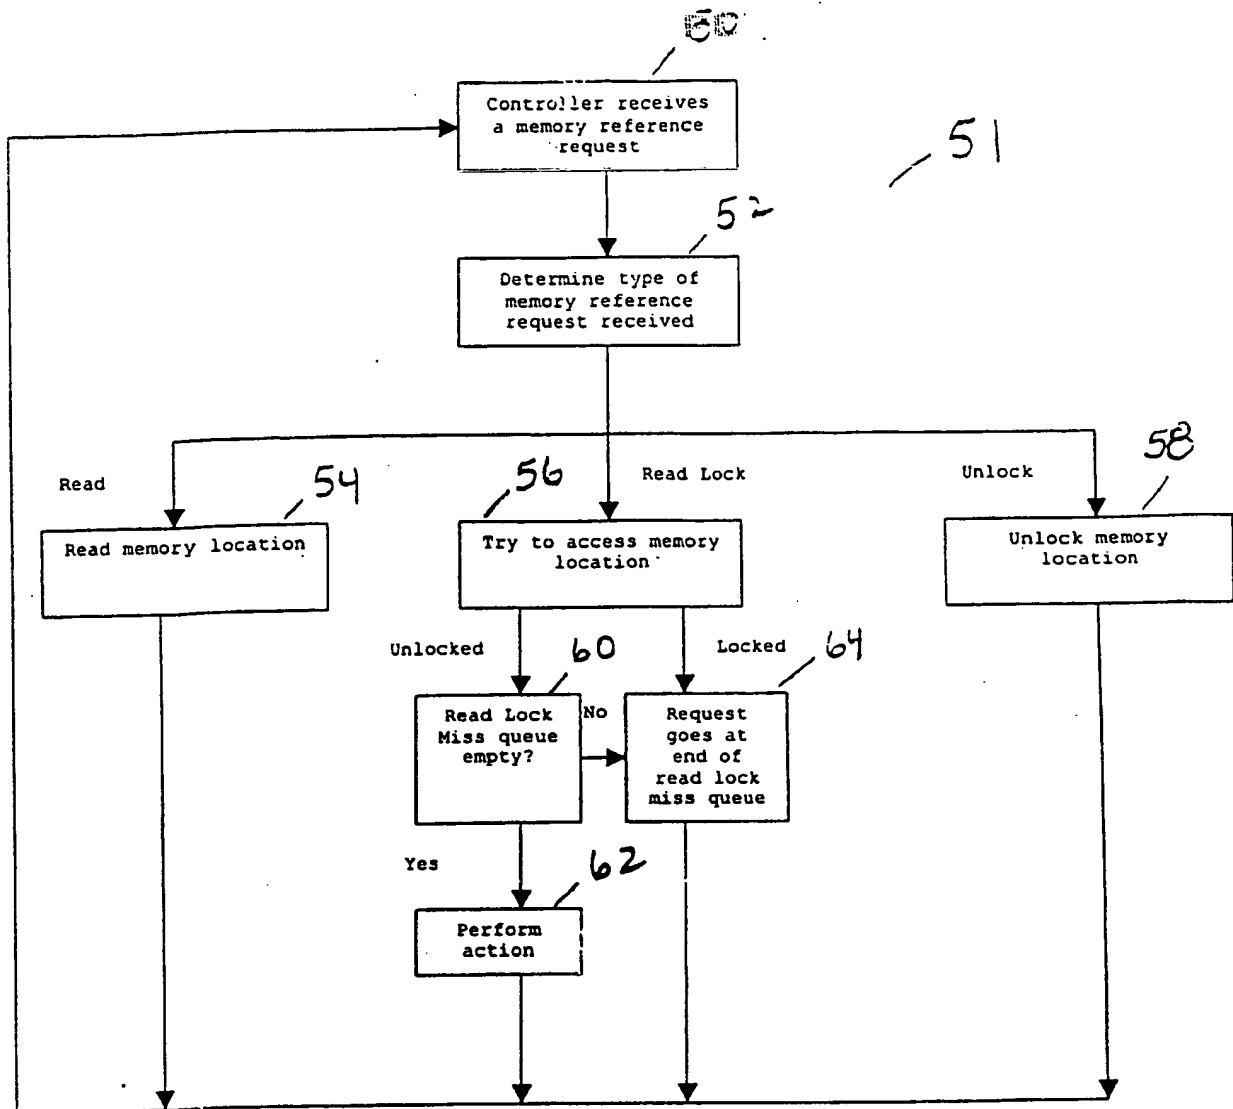 Controller receives
a memory reference
request
51
52
Determine type of
memory reference
request received
Read
54
56
Read Lock
Unlock
58
Read memory location
Try to access memory
location
Unlock memory
location
Unlocked
60
Locked
64
Read Lock
Miss queue
empty?
No
Request
goes at
end of
read lock
miss queue
Yes
62
Perform
action